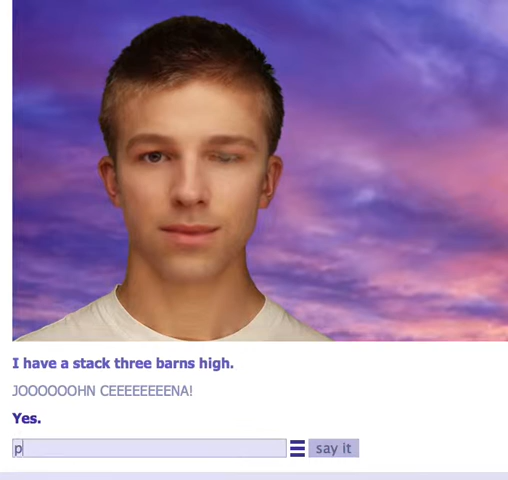 I have a stack three barns high.
JOOOOOOHN CEEEEEEEENA!
Yes.
p
say it